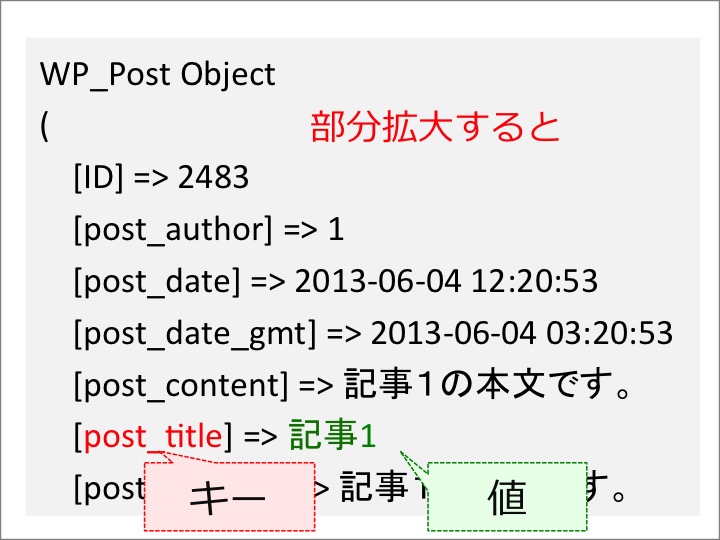 WP_Post Object
(
部分拡大すると
[ID] => 2483
[post_author] => 1
[post_date] => 2013-06-04 12:20:53
[post_date_gmt] => 2013-06-04 03:20:53
[post_content] => 記事１の本文です。
[post_title] => 記事1
[post > 記事 す。
キー
値